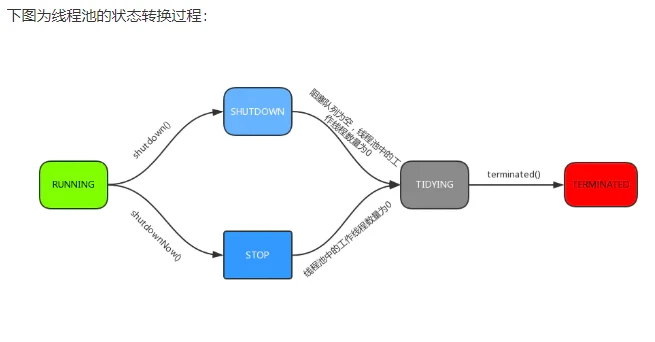 下图为线程池的状态转换过程：
SHUTDOWN
阻塞队列为空，线程池中的工
作线程数量为0
shutdown()
RUNNING
TIDYING
terminated()
TERMINATED
shutdownNow()
STOP
线程池中的工作线程数量为0